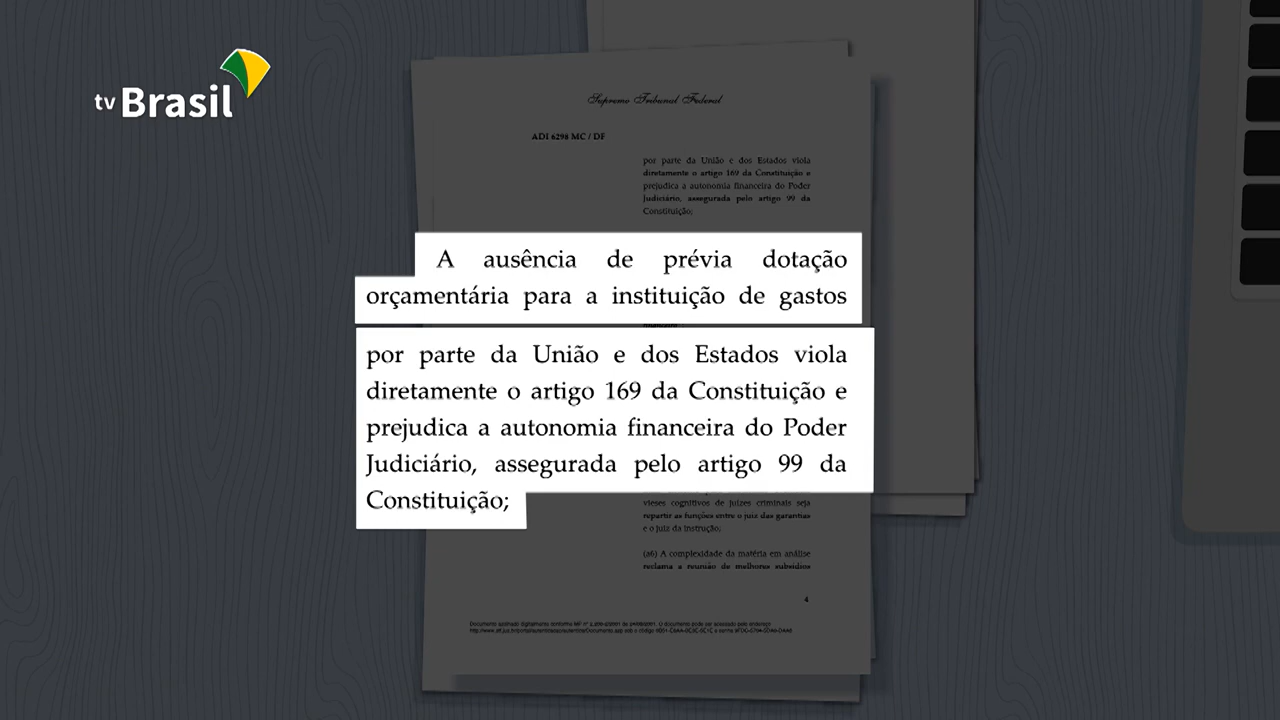 tv Brasil
Supremo Tribunal Federal
ADI 6298 MC / DF
por parte da União e dos Estados viola
diretamente o artigo 169 da Constituição e
prejudica a autonomia financeira do Poder
Judiciário, assegurada pelo artigo 99 da
Constituição;
A ausência de prévia dotação
orçamentária para a instituição de gastos
por parte da União e dos Estados viola
diretamente o artigo 169 da Constituição e
prejudica a autonomia financeira do Poder
Judiciário, assegurada pelo artigo 99 da
Constituição;
vieses cognitivos de juízes criminais seja
repartir as funções entre o juiz das garantias
e o juiz da instrução;
(a6) A complexidade da matéria em análise
reclama a reunião de melhores subsídios
4